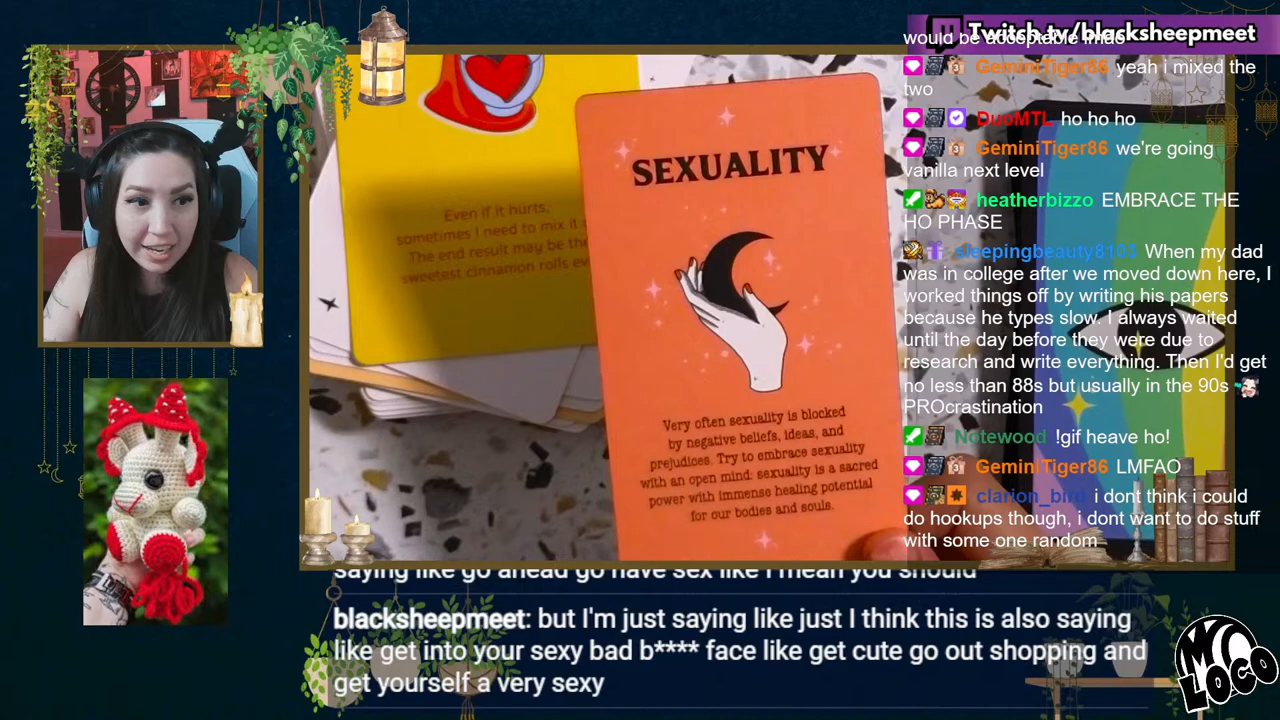 Twitch.tv/blacksheepmeet
would be acceptable lmao
GeminiTiger86 yeah i mixed the
two
DuoMTL ho ho ho
GeminiTiger86 we're going
vanilla next level
heatherbizzo EMBRACE THE
HO PHASE
sleepingbeauty8103 When my dad
was in college after we moved down here, I
worked things off by writing his papers
because he types slow. I always waited
until the day before they were due to
research and write everything. Then I'd get
no less than 88s but usually in the 90s
PROcrastination
Notewood !gif heave ho!
GeminiTiger86 LMFAO
clarion_bird i dont think i could
do hookups though, i dont want to do stuff
with some one random
Even if it hurts,
sometimes I need to mix it
The end result may be the
sweetest cinnamon rolls
SEXUALITY
Very often sexuality is blocked
by negative beliefs, ideas, and
prejudices. Try to embrace sexuality
with an open mind: sexuality is a sacred
power with immense healing potential
for our bodies and souls.
saying like go ahead go have sex like I mean you should
blacksheepmeet: but I'm just saying like just I think this is also saying
like get into your sexy bad b**** face like get cute go out shopping and
get yourself a very sexy
MC
LOCO